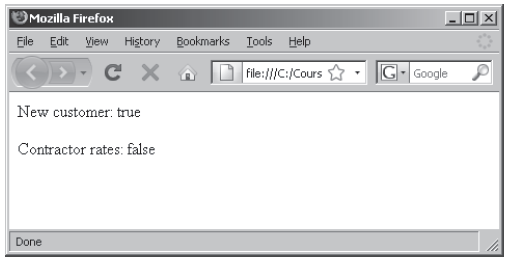 Mozilla Firefox
File Edit View History Bookmarks Tools Help
file:///C:/Cours G Google
New customer: true
Contractor rates: false
Done